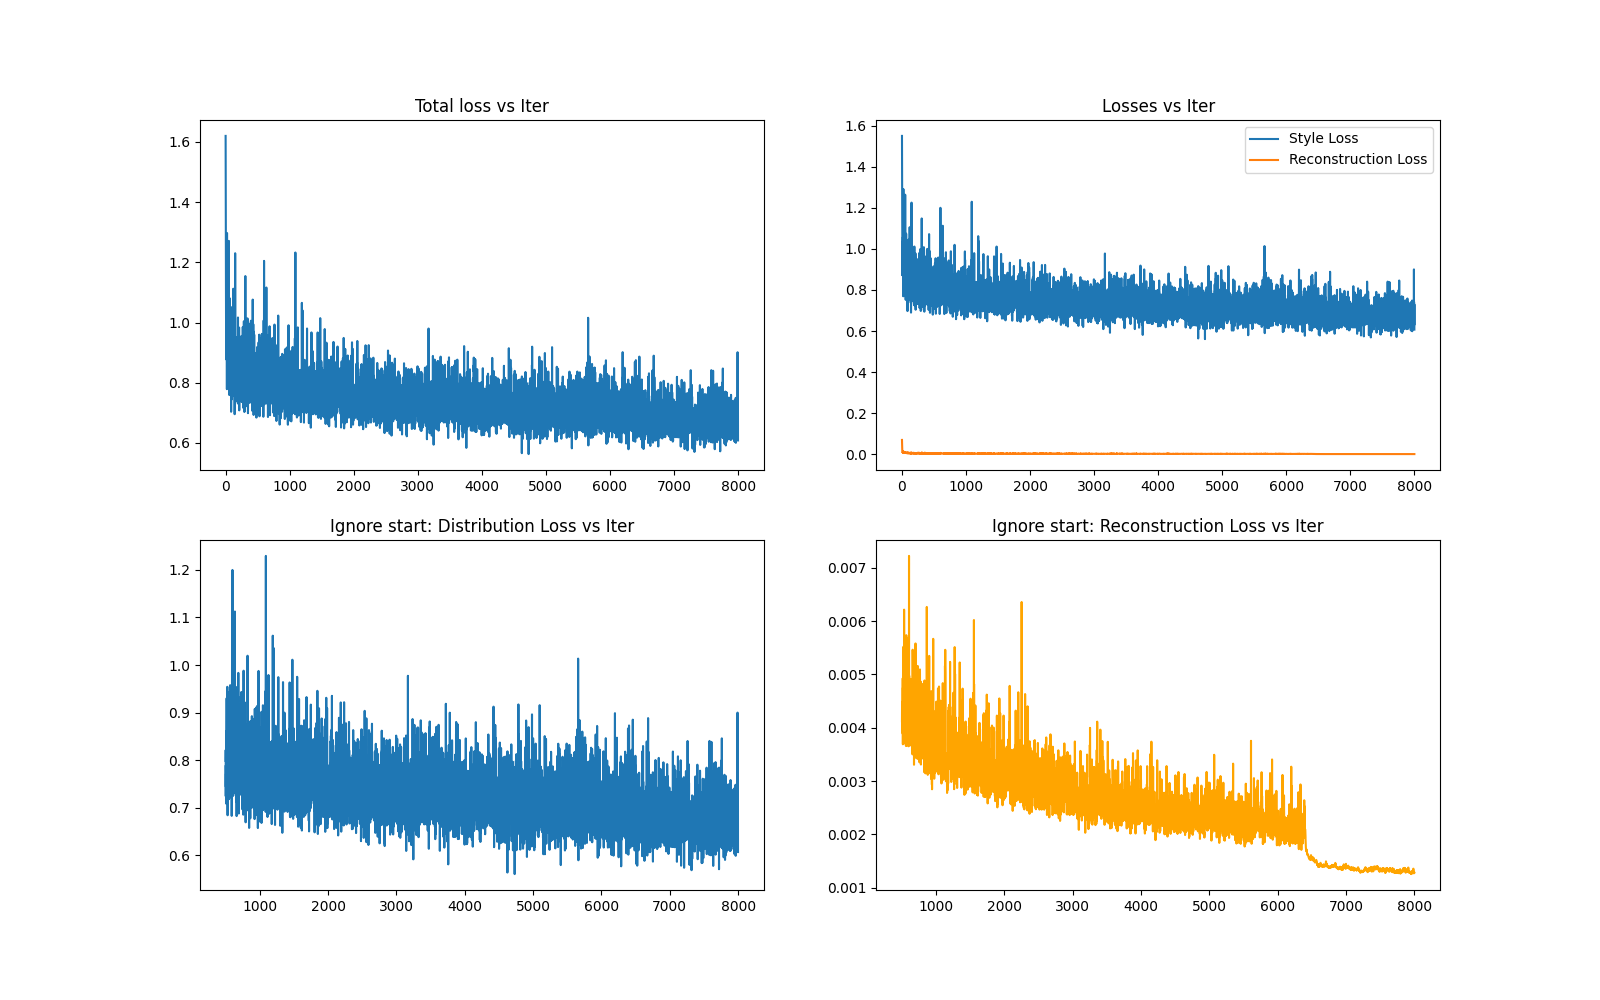 Total loss vs Iter
1.6
1.4
1.2
1.0
0.8
0.6
0 1000 2000 3000 4000 5000 6000 7000 8000
Losses vs Iter
Style Loss
Reconstruction Loss
1.6
1.4
1.2
1.0
0.8
0.6
0.4
0.2
0.0
0 1000 2000 3000 4000 5000 6000 7000 8000
Ignore start: Distribution Loss vs Iter
1.2
1.1
1.0
0.9
0.8
0.7
0.6
1000 2000 3000 4000 5000 6000 7000 8000
Ignore start: Reconstruction Loss vs Iter
0.007
0.006
0.005
0.004
0.003
0.002
0.001
1000 2000 3000 4000 5000 6000 7000 8000